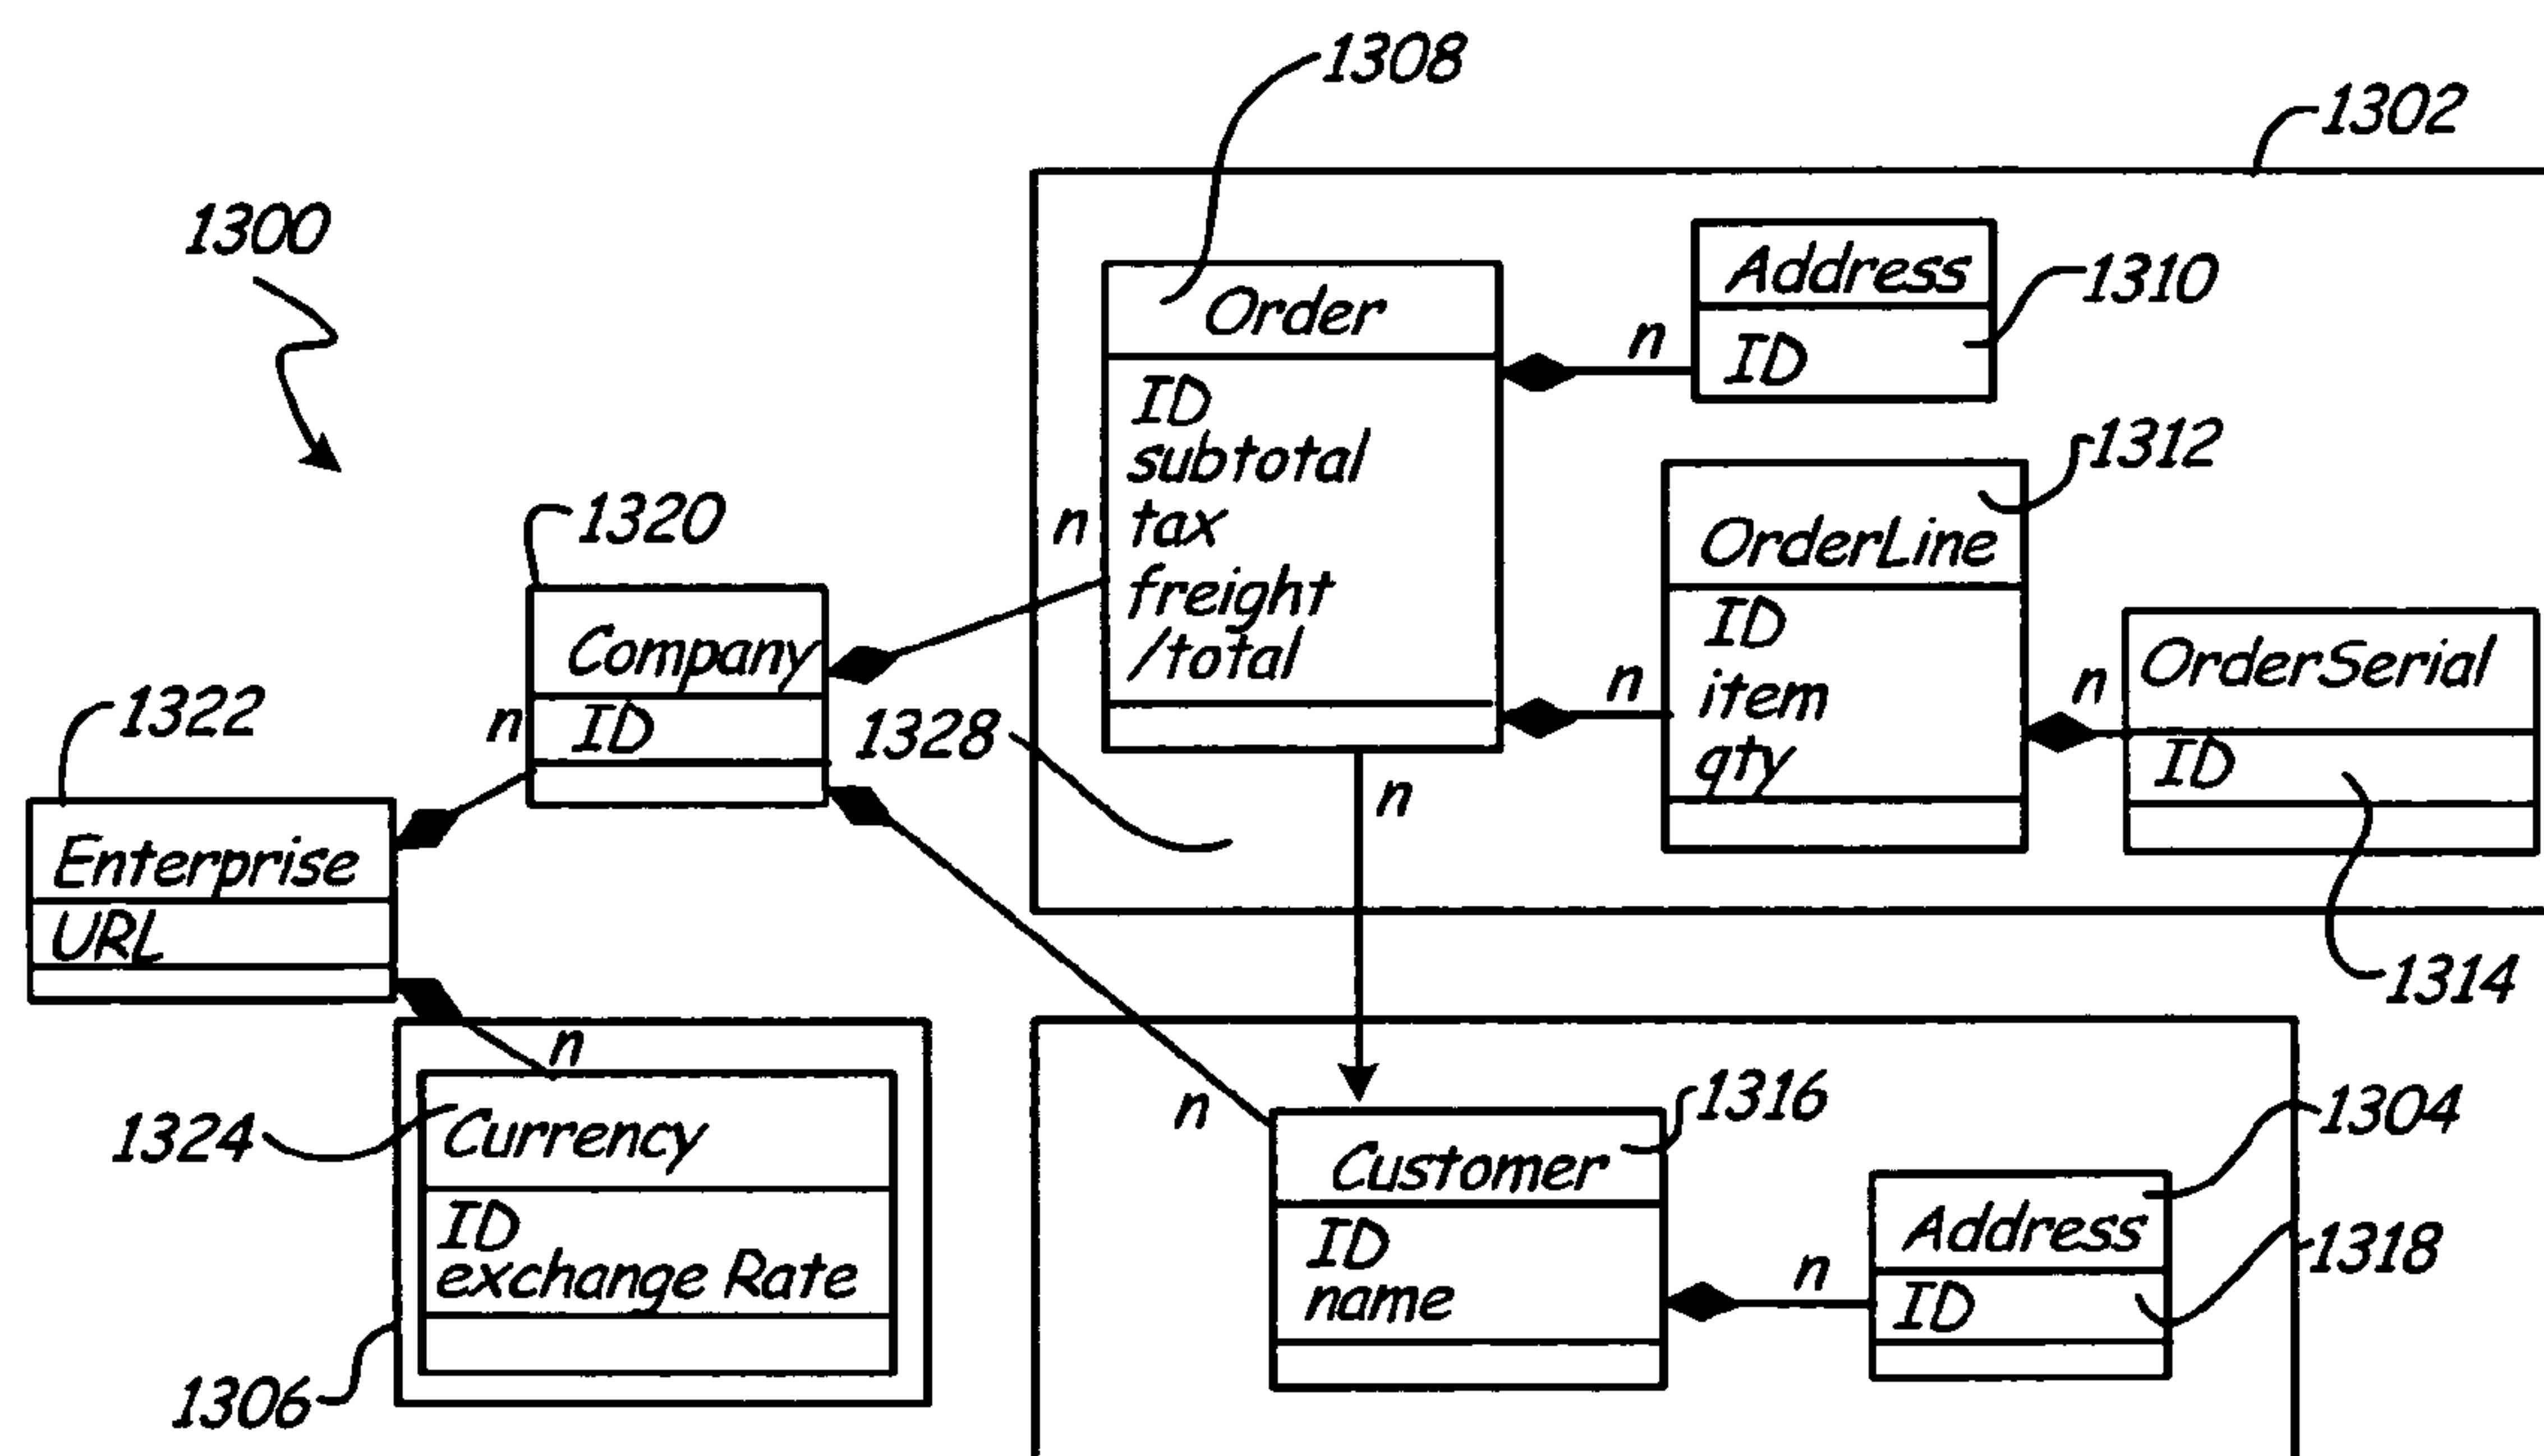 1308
1302
1300
Address
1310
Order
n
ID
ID
subtotal
tax
freight
/total
n
1312
OrderLine
ID
item
qty
n
OrderSerial
ID
n
1314
1320
Company
ID
n
1328
n
1322
Enterprise
URL
n
Currency
ID
exchange Rate
1324
1306
n
1316
Customer
ID
name
n
1304
Address
ID
1318